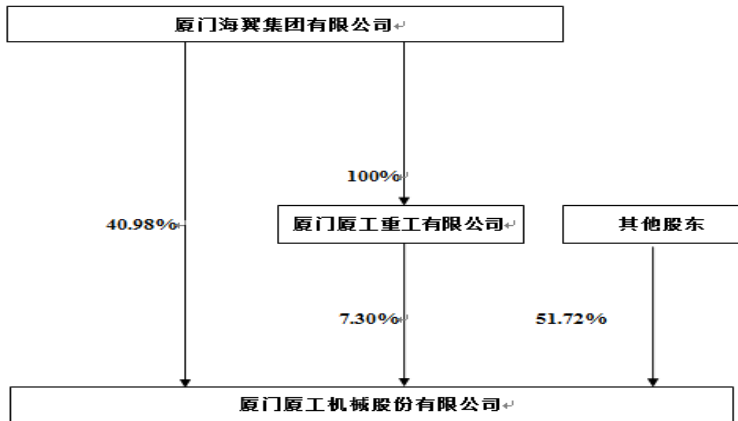 厦门海翼集团有限公司
100%
40.98%
厦门厦工重工有限公司
其他股东
7.30%
51.72%
厦门厦工机械股份有限公司